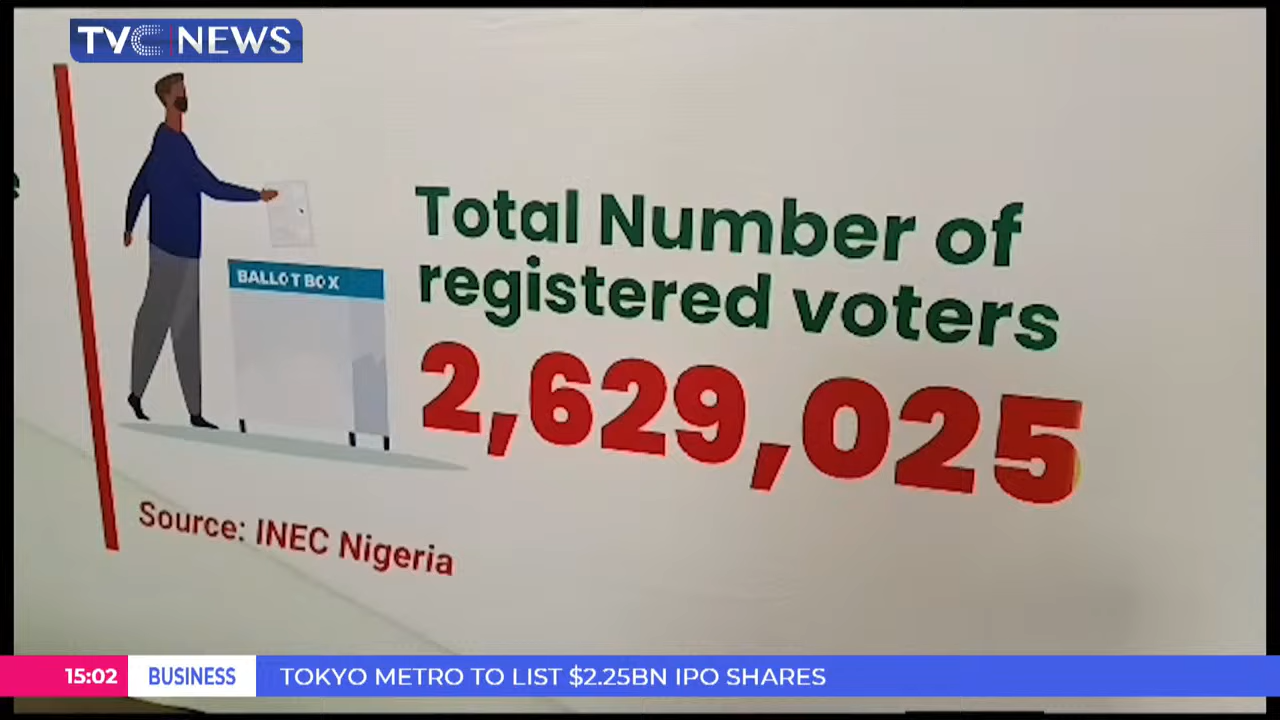 TVC NEWS
BALLOT BOX
Total Number of
registered voters
2,629,025
Source: INEC Nigeria
15:02 BUSINESS TOKYO METRO TO LIST $2.25BN IPO SHARES